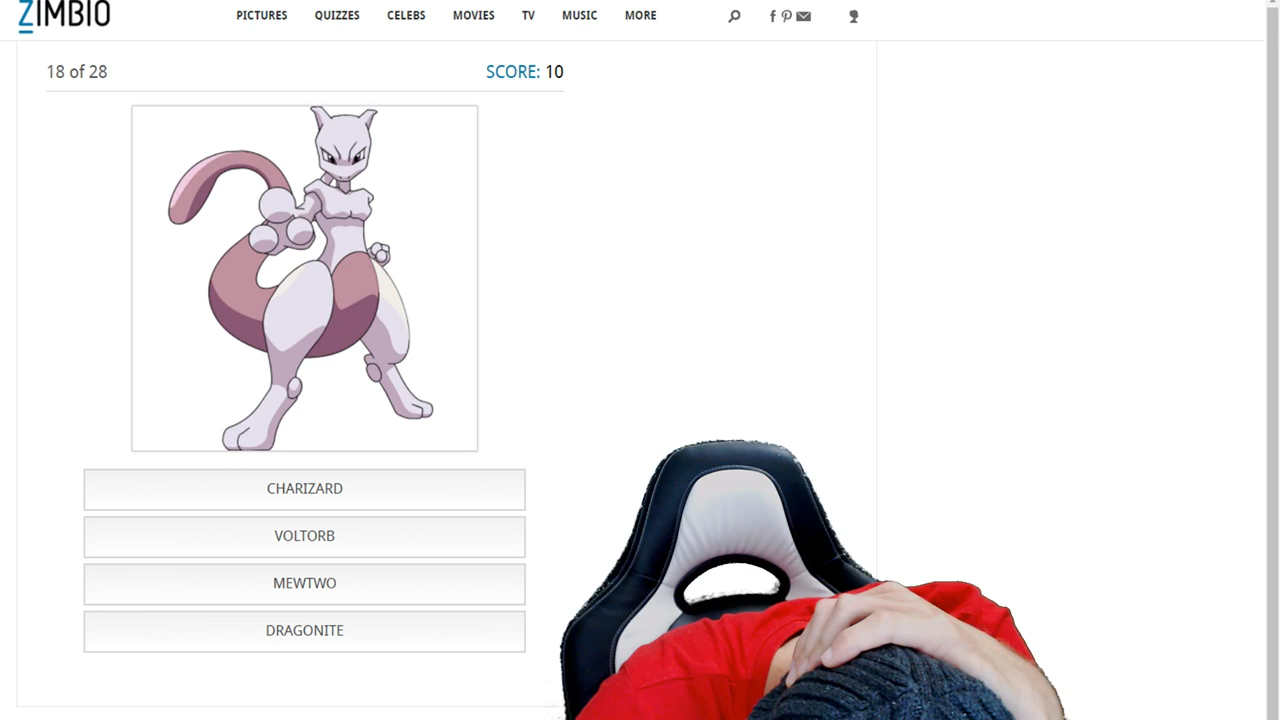 ZIMBIO
PICTURES QUIZZES CELEBS MOVIES TV MUSIC MORE
18 of 28 SCORE: 10
CHARIZARD
VOLTORB
MEWTWO
DRAGONITE